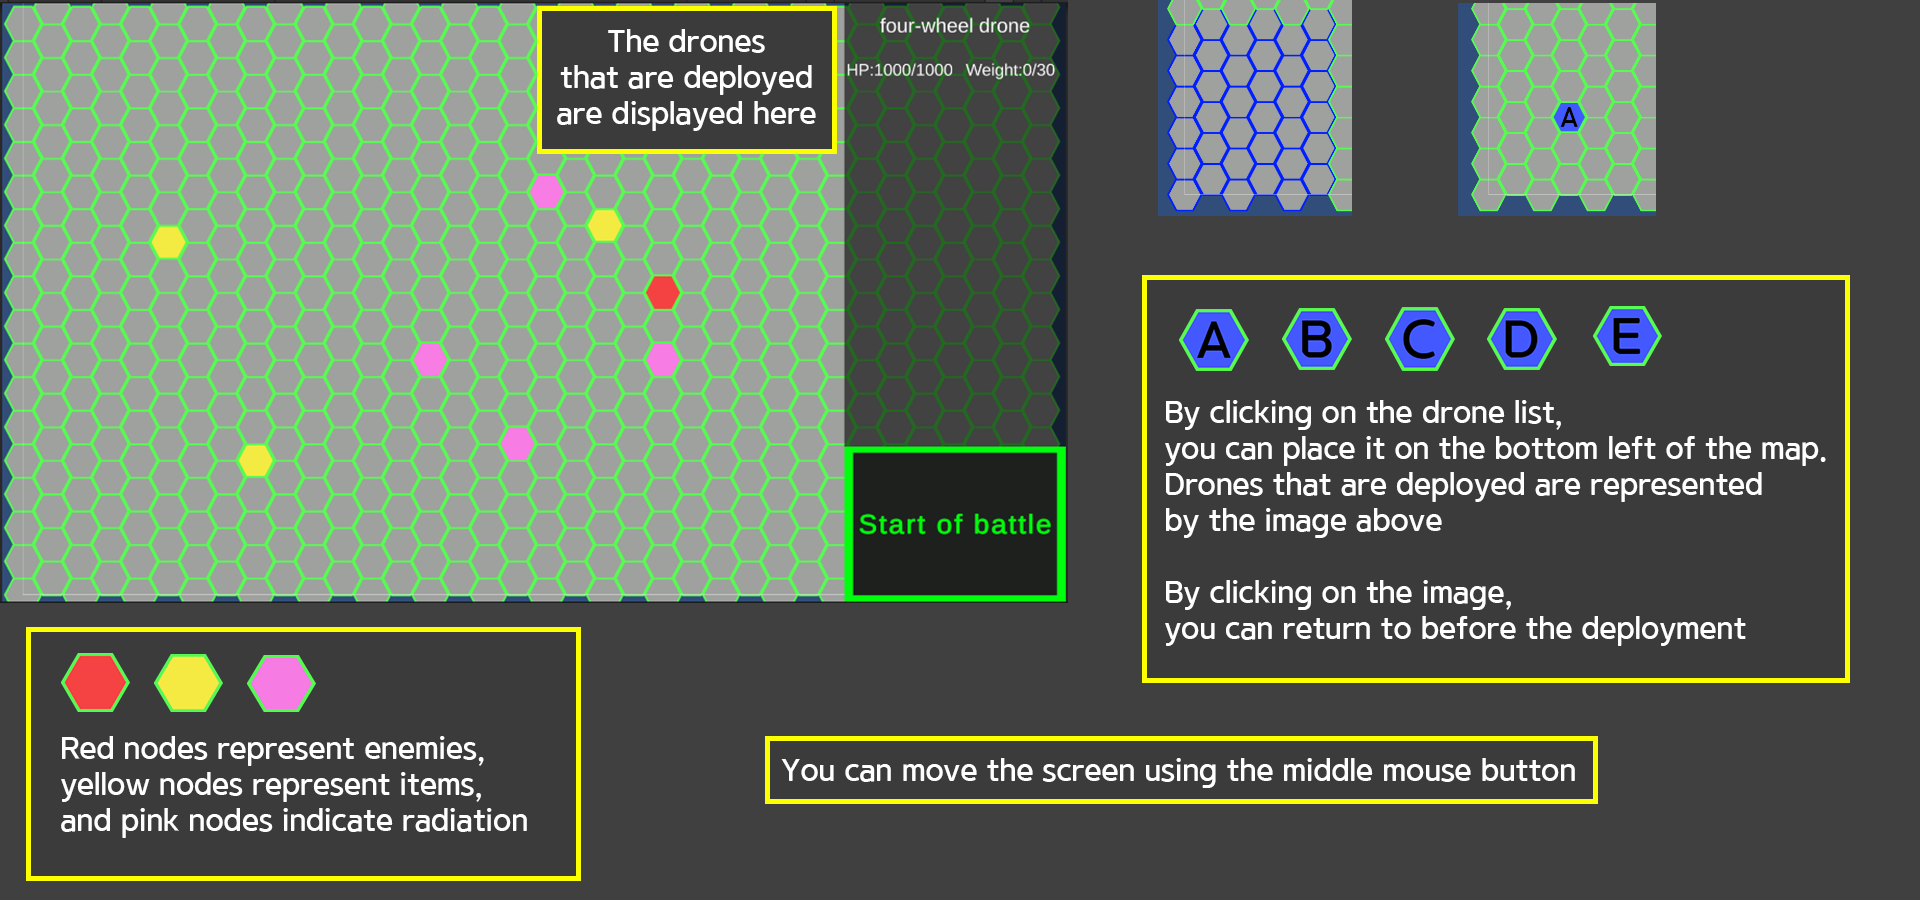 The drones
that are deployed
are displayed here
four-wheel drone
HP:1000/1000 Weight:0/30
Start of battle
A
A B C D E
By clicking on the drone list,
you can place it on the bottom left of the map.
Drones that are deployed are represented
by the image above
By clicking on the image,
you can return to before the deployment
Red nodes represent enemies,
yellow nodes represent items,
and pink nodes indicate radiation
You can move the screen using the middle mouse button